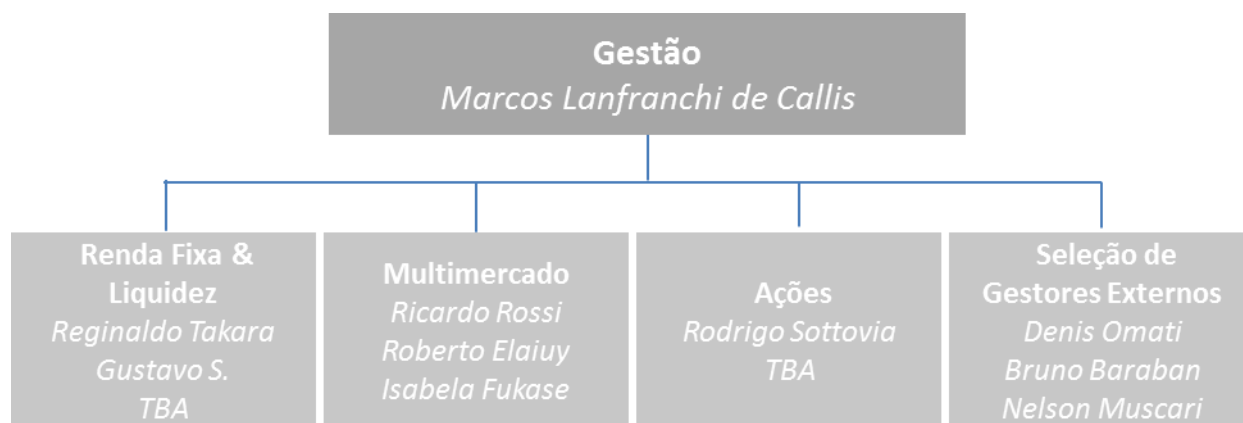 Gestão
Marcos Lanfranchi de Callis
Renda Fixa &
Liquidez
Reginaldo Takara
Gustavo S.
TBA
Multimercado
Ricardo Rossi
Roberto Elaiuy
Isabela Fukase
Ações
Rodrigo Sottovia
TBA
Seleção de
Gestores Externos
Denis Omati
Bruno Baraban
Nelson Muscari